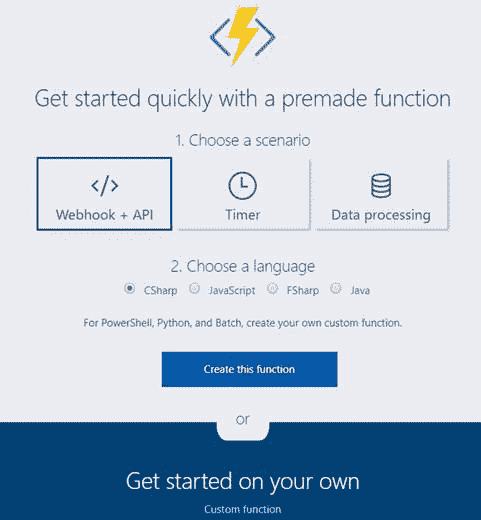 Get started quickly with a premade function
1. Choose a scenario
Webhook + API Timer Data processing
2. Choose a language
CSharp JavaScript FSharp Java
For PowerShell, Python, and Batch, create your own custom function.
Create this function
or
Get started on your own
Custom function